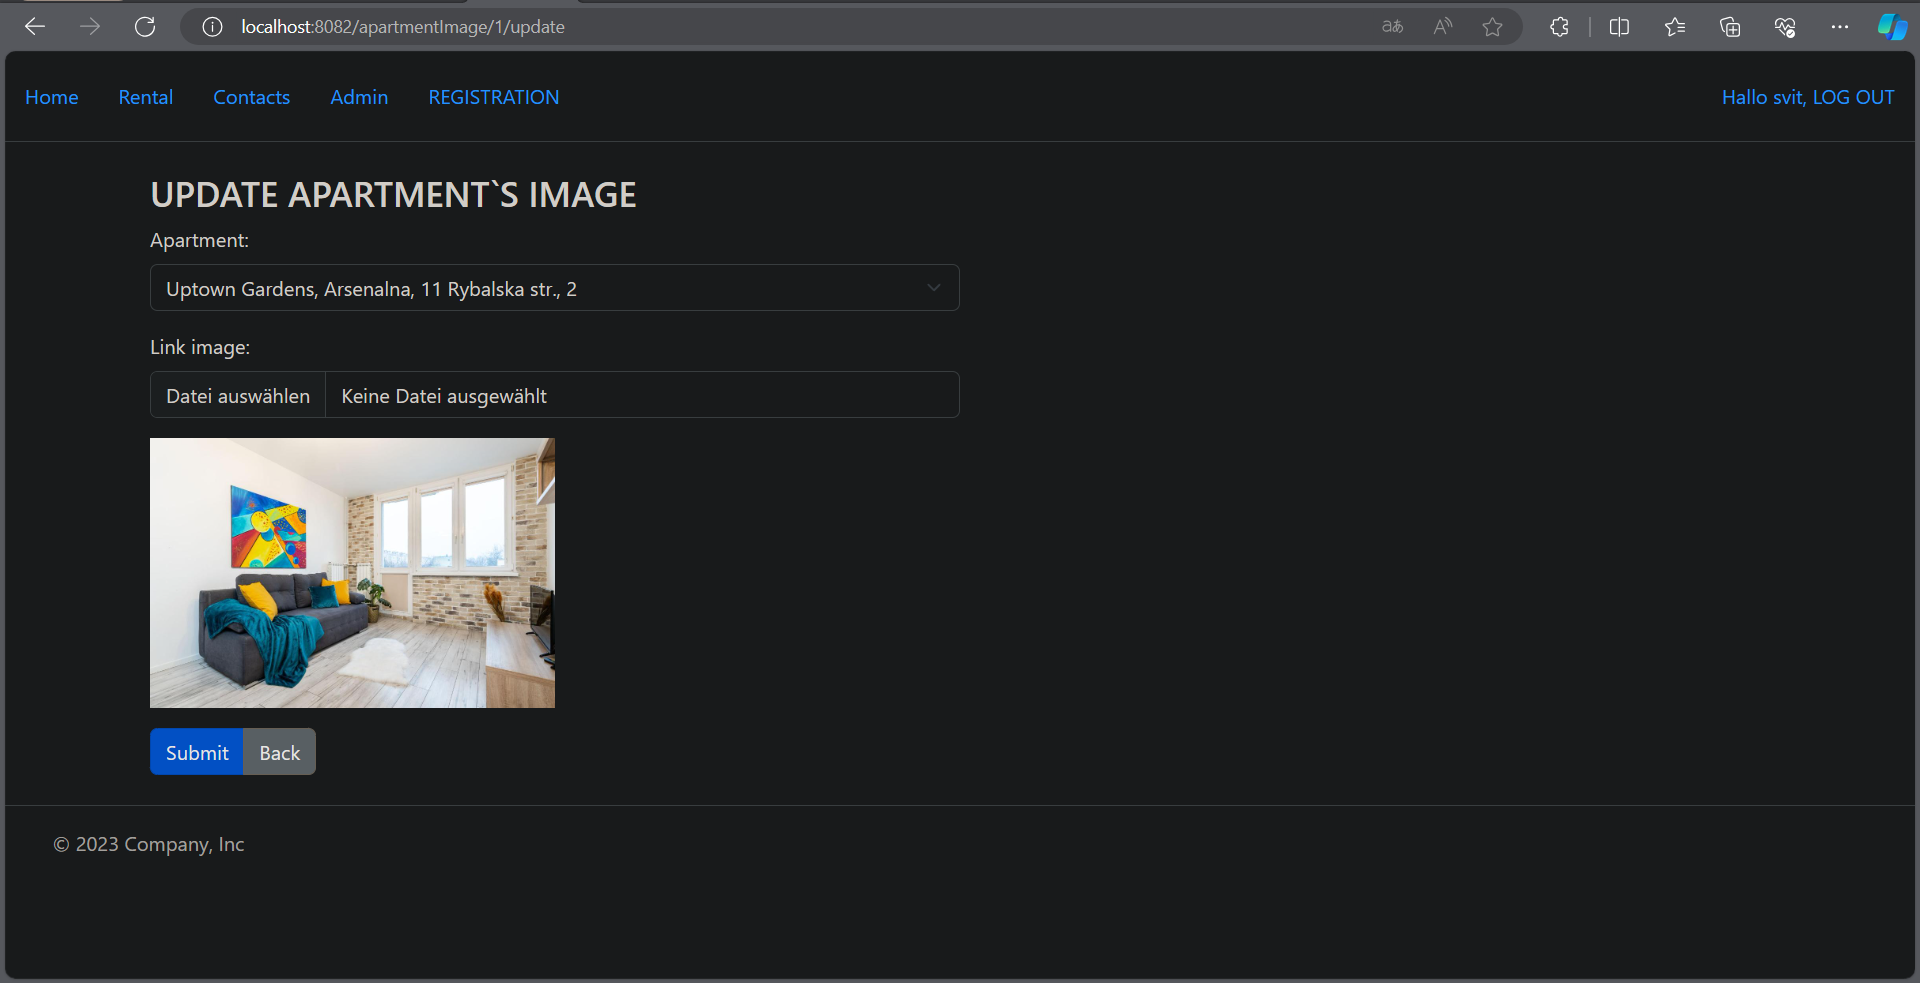 localhost:8082/apartmentImage/1/update
Home Rental Contacts Admin REGISTRATION Hallo svit, LOG OUT
UPDATE APARTMENT`S IMAGE
Apartment:
Uptown Gardens, Arsenalna, 11 Rybalska str., 2
Link image:
Datei auswählen Keine Datei ausgewählt
Submit Back
© 2023 Company, Inc